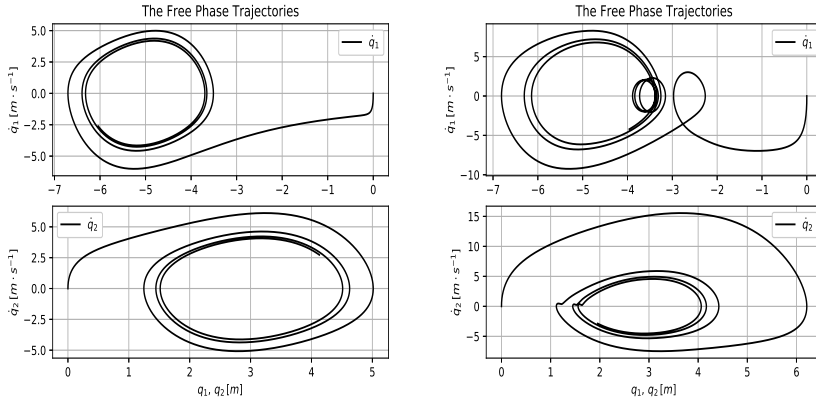 The Free Phase Trajectories
5.0
2.5
0.0
−2.5
−5.0
q̇₁ [m · s⁻¹]
q̇₁
−7 −6 −5 −4 −3 −2 −1 0
5.0
2.5
0.0
−2.5
−5.0
q̇₂ [m · s⁻¹]
q̇₂
0 1 2 3 4 5
q₁, q₂ [m]
The Free Phase Trajectories
5
0
−5
−10
q̇₁ [m · s⁻¹]
q̇₁
−7 −6 −5 −4 −3 −2 −1 0
15
10
5
0
−5
q̇₂ [m · s⁻¹]
q̇₂
0 1 2 3 4 5 6
q₁, q₂ [m]